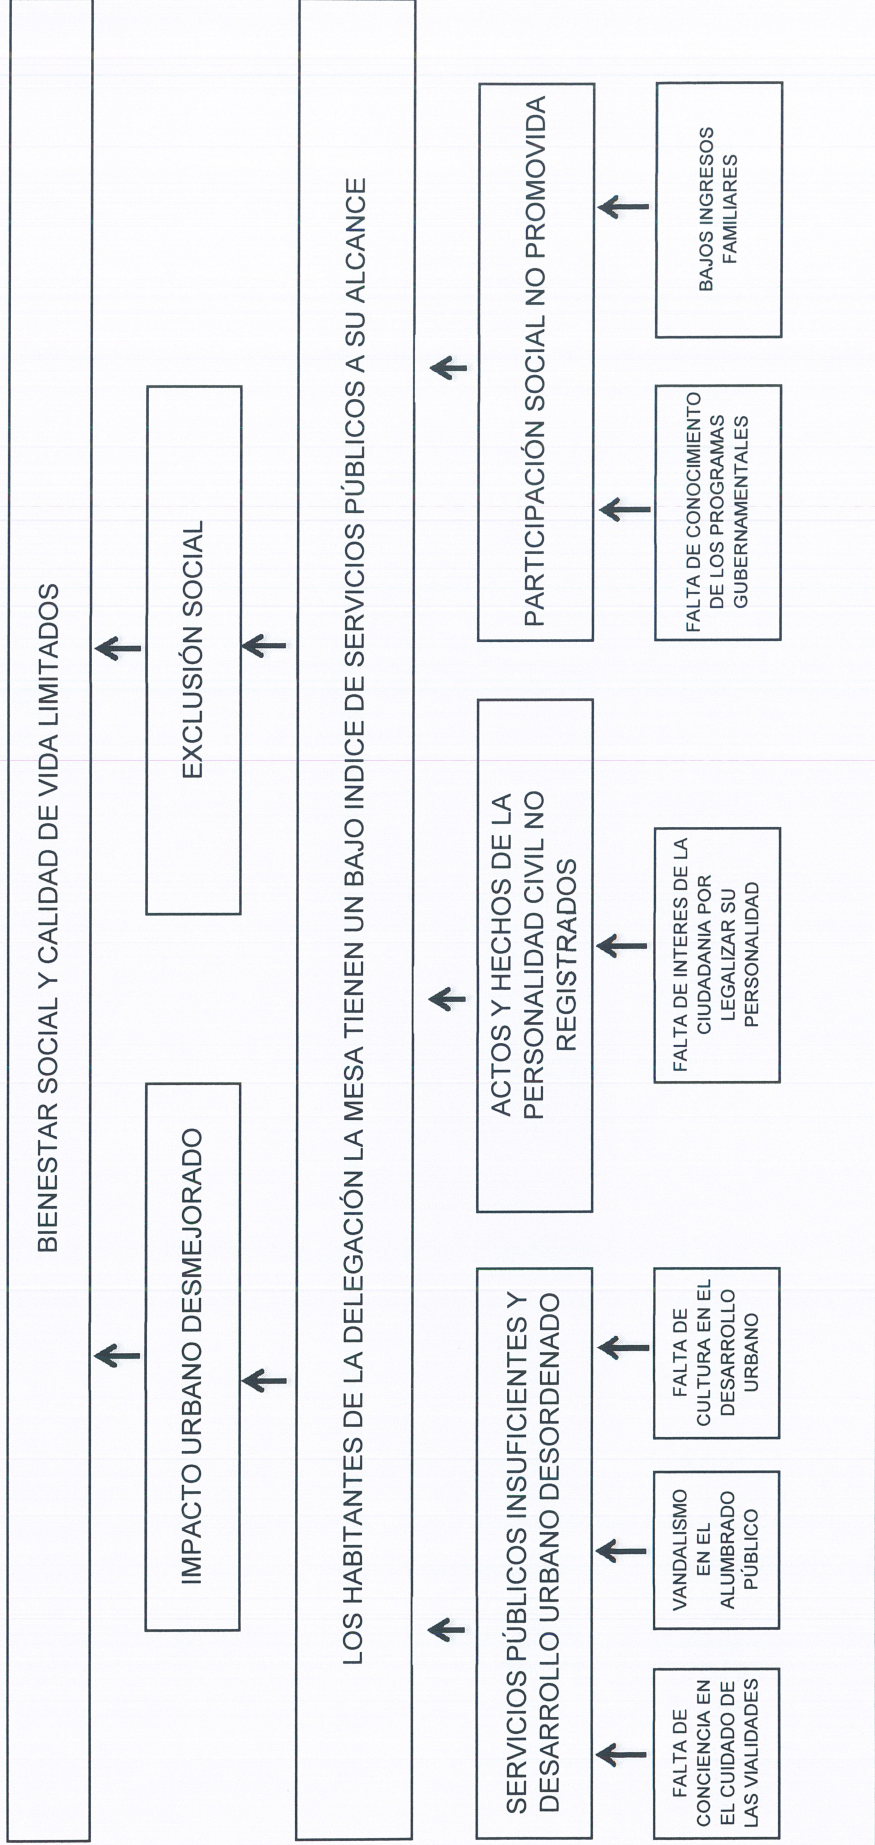 BIENESTAR SOCIAL Y CALIDAD DE VIDA LIMITADOS
IMPACTO URBANO DESMEJORADO
EXCLUSIÓN SOCIAL
LOS HABITANTES DE LA DELEGACIÓN LA MESA TIENEN UN BAJO INDICE DE SERVICIOS PÚBLICOS A SU ALCANCE
SERVICIOS PÚBLICOS INSUFICIENTES Y
DESARROLLO URBANO DESORDENADO
ACTOS Y HECHOS DE LA
PERSONALIDAD CIVIL NO
REGISTRADOS
PARTICIPACIÓN SOCIAL NO PROMOVIDA
FALTA DE
CONCIENCIA EN
EL CUIDADO DE
LAS VIALIDADES
VANDALISMO
EN EL
ALUMBRADO
PÚBLICO
FALTA DE
CULTURA EN EL
DESARROLLO
URBANO
FALTA DE INTERES DE LA
CIUDADANIA POR
LEGALIZAR SU
PERSONALIDAD
FALTA DE CONOCIMIENTO
DE LOS PROGRAMAS
GUBERNAMENTALES
BAJOS INGRESOS
FAMILIARES